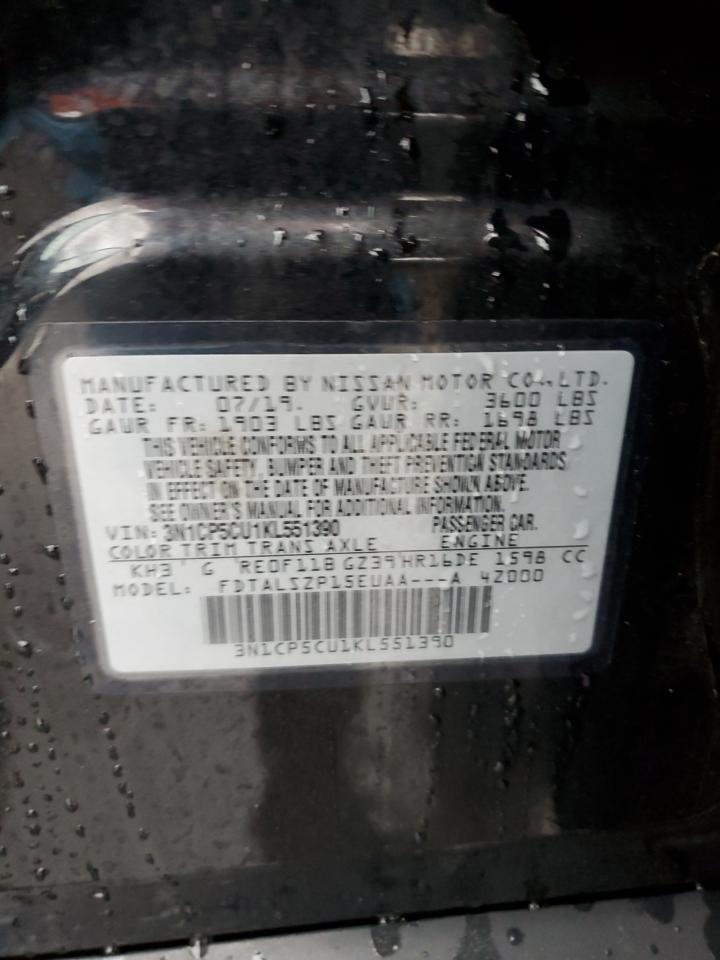 MANUFACTURED BY NISSAN MOTOR CO., LTD.
DATE: 07/19. GVWR: 3600 LBS
GAWR FR: 1903 LBS GAWR RR: 1698 LBS
THIS VEHICLE CONFORMS TO ALL APPLICABLE FEDERAL MOTOR
VEHICLE SAFETY, BUMPER AND THEFT PREVENTION STANDARDS
IN EFFECT ON THE DATE OF MANUFACTURE SHOWN ABOVE.
SEE OWNER'S MANUAL FOR ADDITIONAL INFORMATION.
VIN: 3N1CP5CU1KL551390 PASSENGER CAR.
COLOR TRIM TRANS AXLE ENGINE
KH3 G RE0F11B GZ39 HR16DE 1598 CC
MODEL: FDTALSZP15EUAA---A 4Z000
3N1CP5CU1KL551390